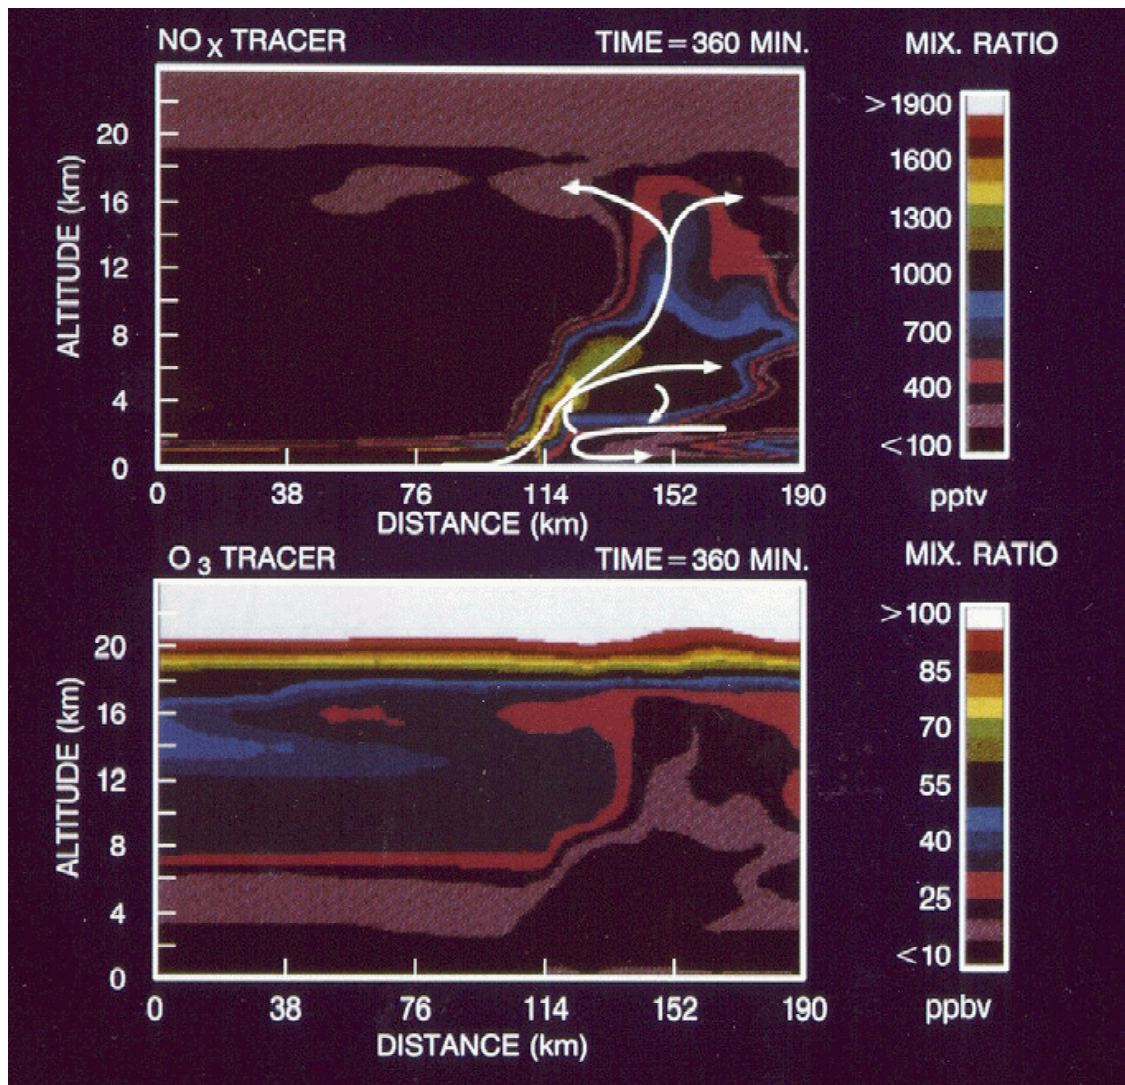 NOX TRACER TIME = 360 MIN. MIX. RATIO
ALTITUDE (km)
20
16
12
8
4
0
0 38 76 114 152 190
DISTANCE (km)
> 1900
1600
1300
1000
700
400
< 100
pptv
O3 TRACER TIME = 360 MIN. MIX. RATIO
ALTITUDE (km)
20
16
12
8
4
0
0 38 76 114 152 190
DISTANCE (km)
> 100
85
70
55
40
25
< 10
ppbv